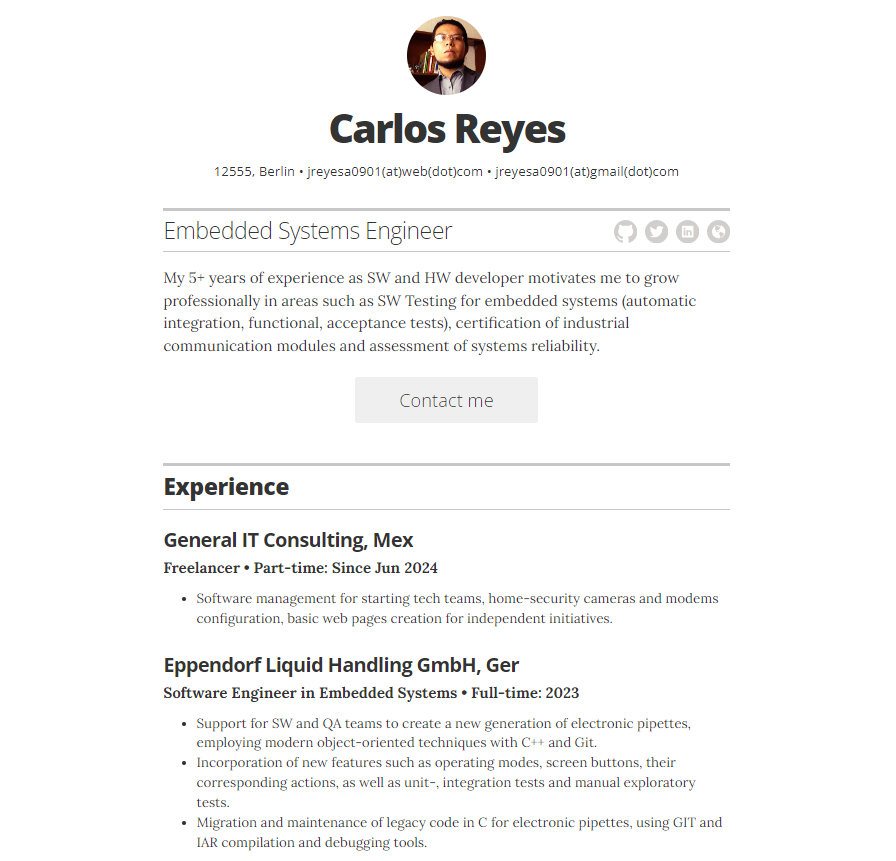 Carlos Reyes
12555, Berlin • jreyesa0901(at)web(dot)com • jreyesa0901(at)gmail(dot)com
Embedded Systems Engineer
My 5+ years of experience as SW and HW developer motivates me to grow
professionally in areas such as SW Testing for embedded systems (automatic
integration, functional, acceptance tests), certification of industrial
communication modules and assessment of systems reliability.
Contact me
Experience
General IT Consulting, Mex
Freelancer • Part-time: Since Jun 2024
• Software management for starting tech teams, home-security cameras and modems
configuration, basic web pages creation for independent initiatives.
Eppendorf Liquid Handling GmbH, Ger
Software Engineer in Embedded Systems • Full-time: 2023
• Support for SW and QA teams to create a new generation of electronic pipettes,
employing modern object-oriented techniques with C++ and Git.
• Incorporation of new features such as operating modes, screen buttons, their
corresponding actions, as well as unit-, integration tests and manual exploratory
tests.
• Migration and maintenance of legacy code in C for electronic pipettes, using GIT and
IAR compilation and debugging tools.